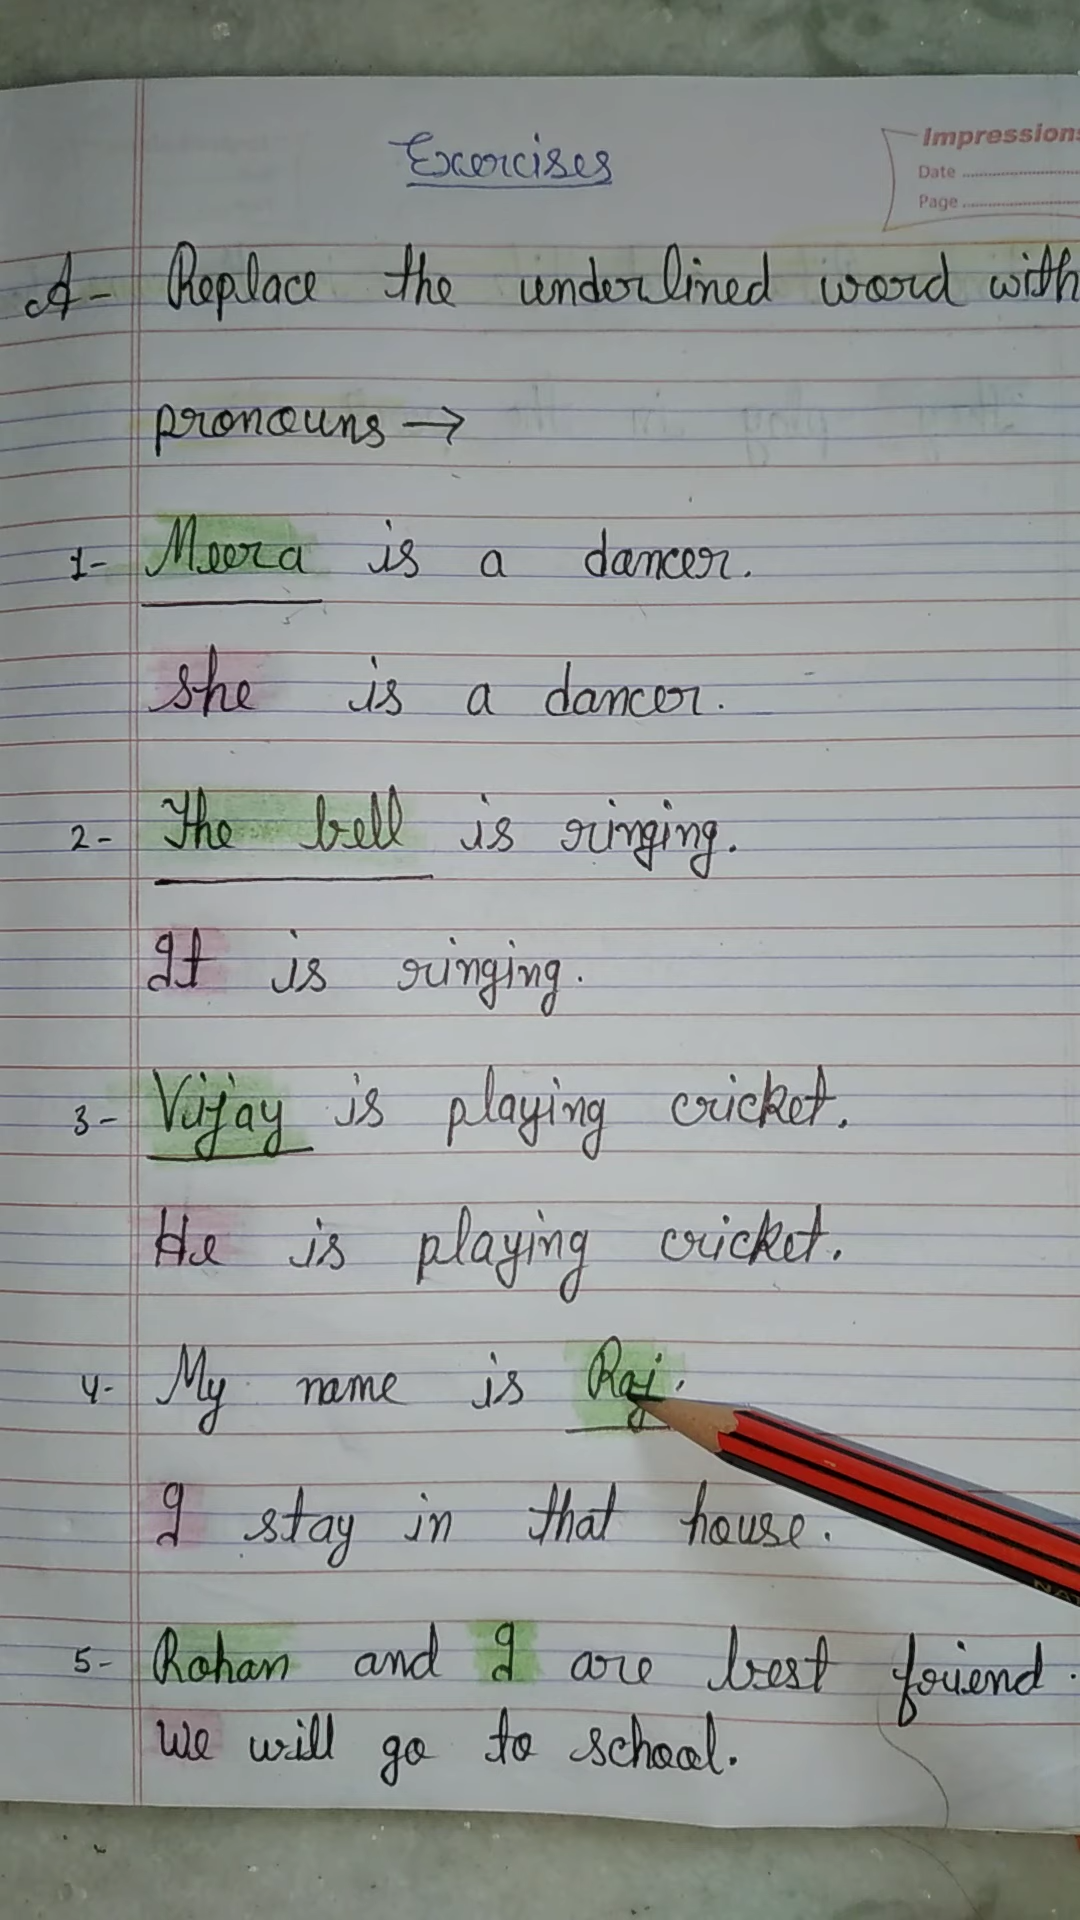 Exercises
Impressions
Date
Page
A- Replace the underlined word with
pronouns →
1- Meera is a dancer.
She is a dancer.
2- The bell is ringing.
It is ringing.
3- Vijay is playing cricket.
He is playing cricket.
4- My name is Raj.
I stay in that house.
5- Rohan and I are best friend.
We will go to school.